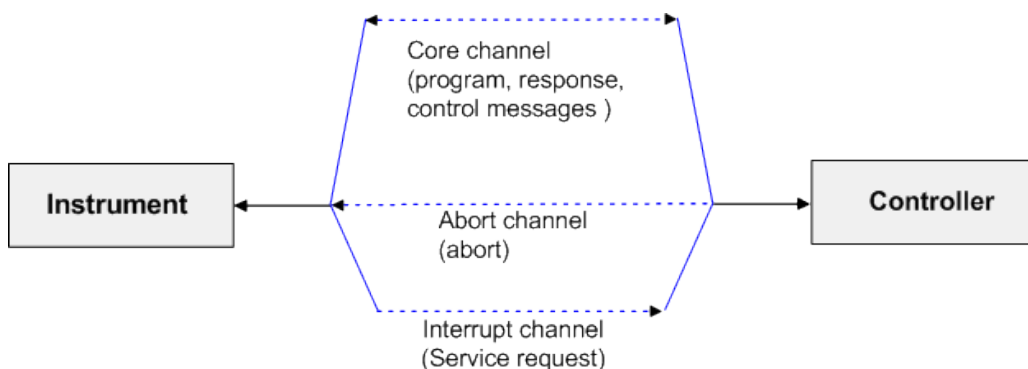 Core channel
(program, response,
control messages )
Instrument
Controller
Abort channel
(abort)
Interrupt channel
(Service request)